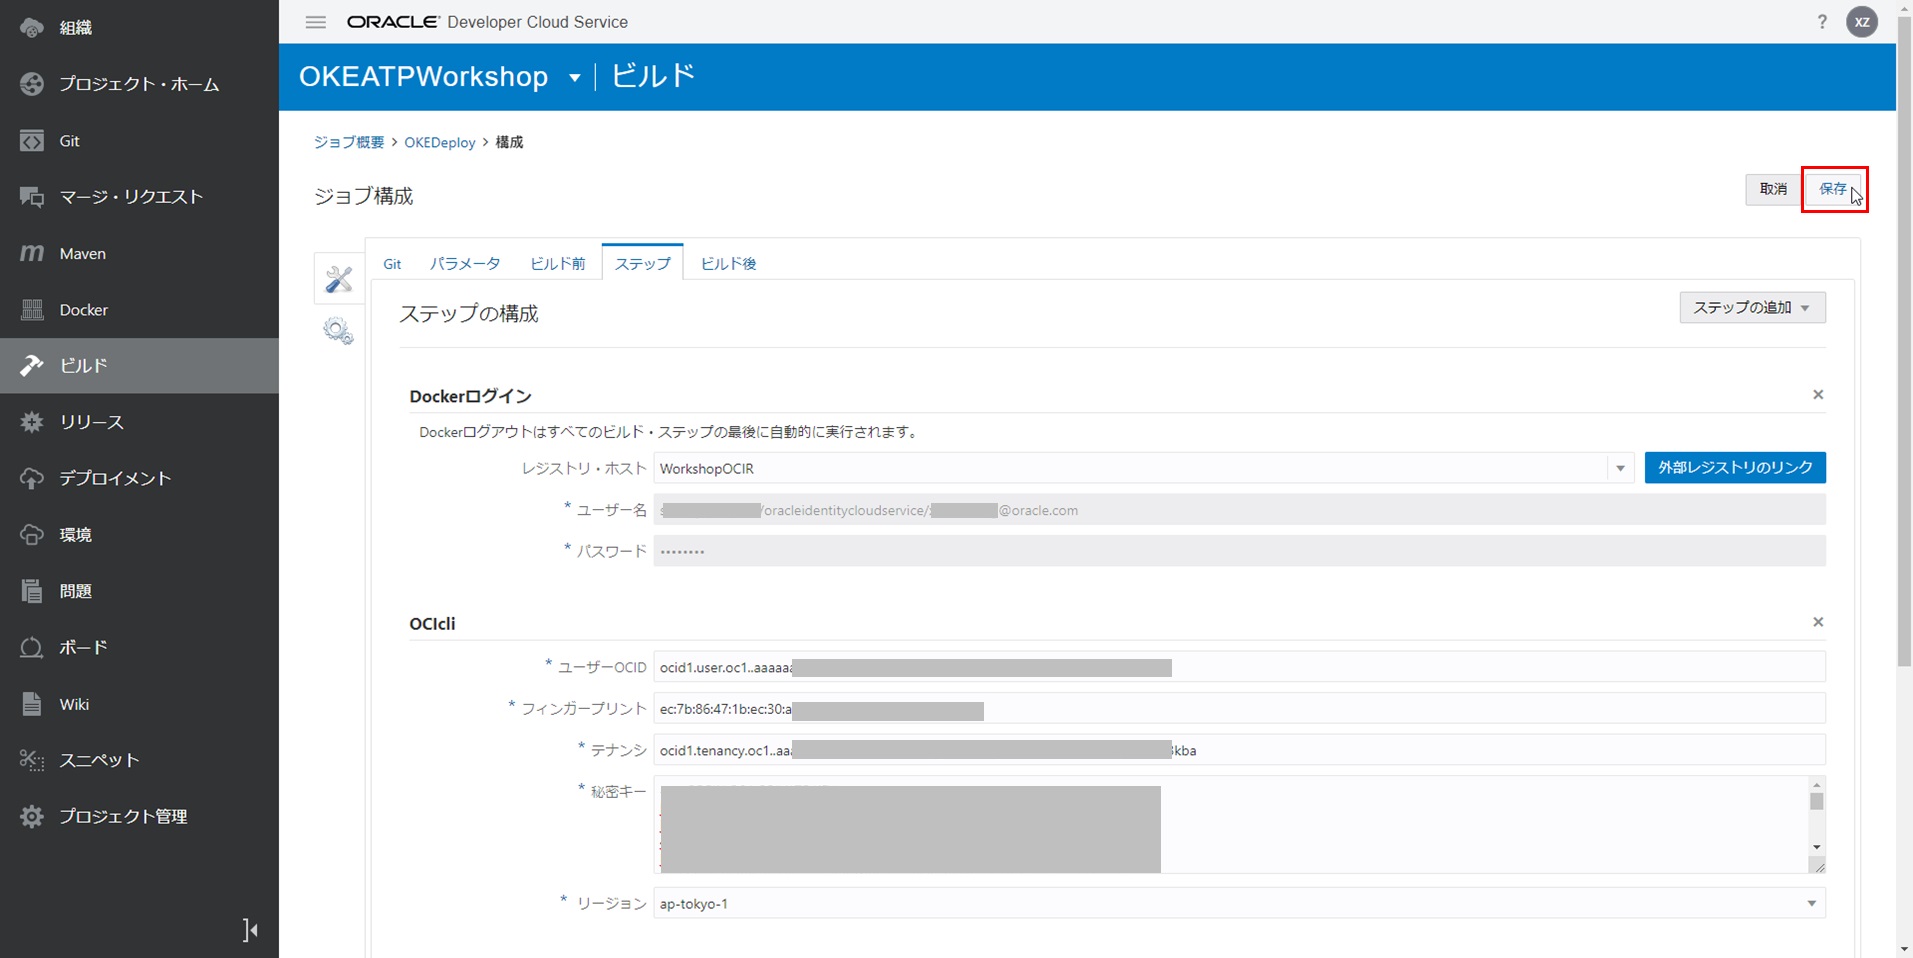 組織
プロジェクト・ホーム
Git
マージ・リクエスト
Maven
Docker
ビルド
リリース
デプロイメント
環境
問題
ボード
Wiki
スニペット
プロジェクト管理
ORACLE Developer Cloud Service
? XZ
OKEATPWorkshop | ビルド
ジョブ概要 > OKEDeploy > 構成
ジョブ構成
取消 保存
Git パラメータ ビルド前 ステップ ビルド後
ステップの構成
ステップの追加
Dockerログイン
Dockerログアウトはすべてのビルド・ステップの最後に自動的に実行されます。
レジストリ・ホスト WorkshopOCIR 外部レジストリのリンク
* ユーザー名 s /oracleidentitycloudservice/ @oracle.com
* パスワード ••••••••
OCIcli
* ユーザーOCID ocid1.user.oc1..aaaaaa
* フィンガープリント ec:7b:86:47:1b:ec:30:a
* テナンシ ocid1.tenancy.oc1..aaa kba
* 秘密キー
* リージョン ap-tokyo-1